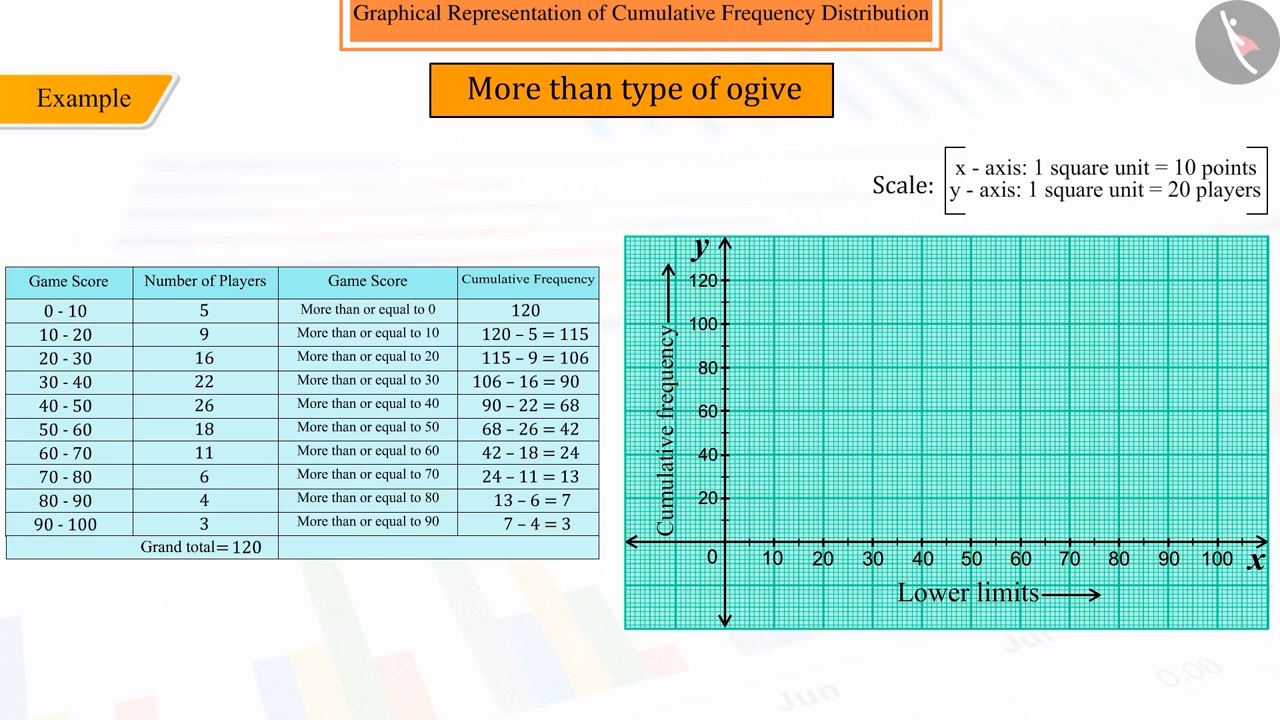 Graphical Representation of Cumulative Frequency Distribution
More than type of ogive
Example
Scale:
x - axis: 1 square unit = 10 points
y - axis: 1 square unit = 20 players
Game Score Number of Players Game Score Cumulative Frequency
0 - 10 5 More than or equal to 0 120
10 - 20 9 More than or equal to 10 120 – 5 = 115
20 - 30 16 More than or equal to 20 115 – 9 = 106
30 - 40 22 More than or equal to 30 106 – 16 = 90
40 - 50 26 More than or equal to 40 90 – 22 = 68
50 - 60 18 More than or equal to 50 68 – 26 = 42
60 - 70 11 More than or equal to 60 42 – 18 = 24
70 - 80 6 More than or equal to 70 24 – 11 = 13
80 - 90 4 More than or equal to 80 13 – 6 = 7
90 - 100 3 More than or equal to 90 7 – 4 = 3
Grand total = 120
y
120
100
80
60
40
20
Cumulative frequency
0 10 20 30 40 50 60 70 80 90 100 x
Lower limits
Jul
Jun
0.00